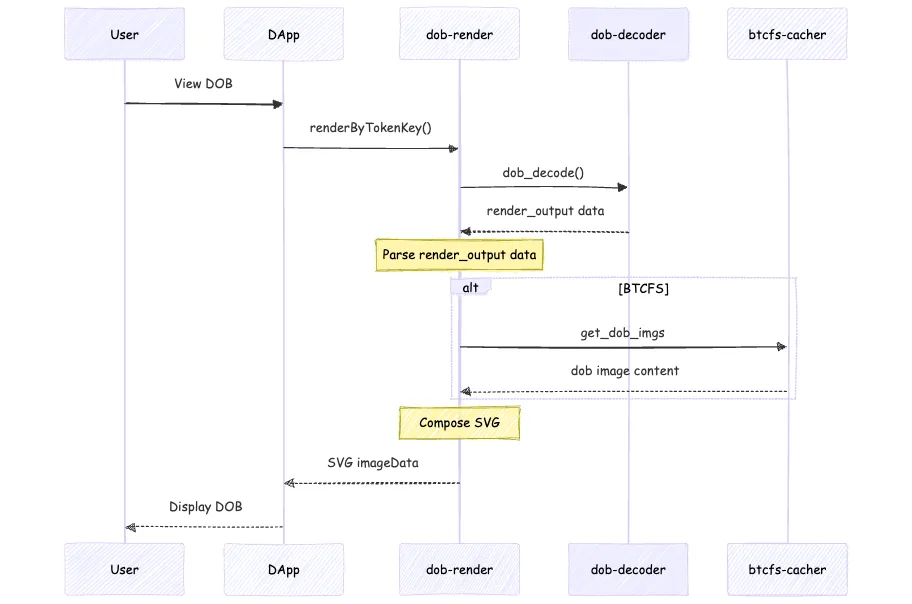 User
DApp
dob-render
dob-decoder
btcfs-cacher
View DOB
renderByTokenKey()
dob_decode()
render_output data
Parse render_output data
alt
[BTCFS]
get_dob_imgs
dob image content
Compose SVG
SVG imageData
Display DOB
User
DApp
dob-render
dob-decoder
btcfs-cacher